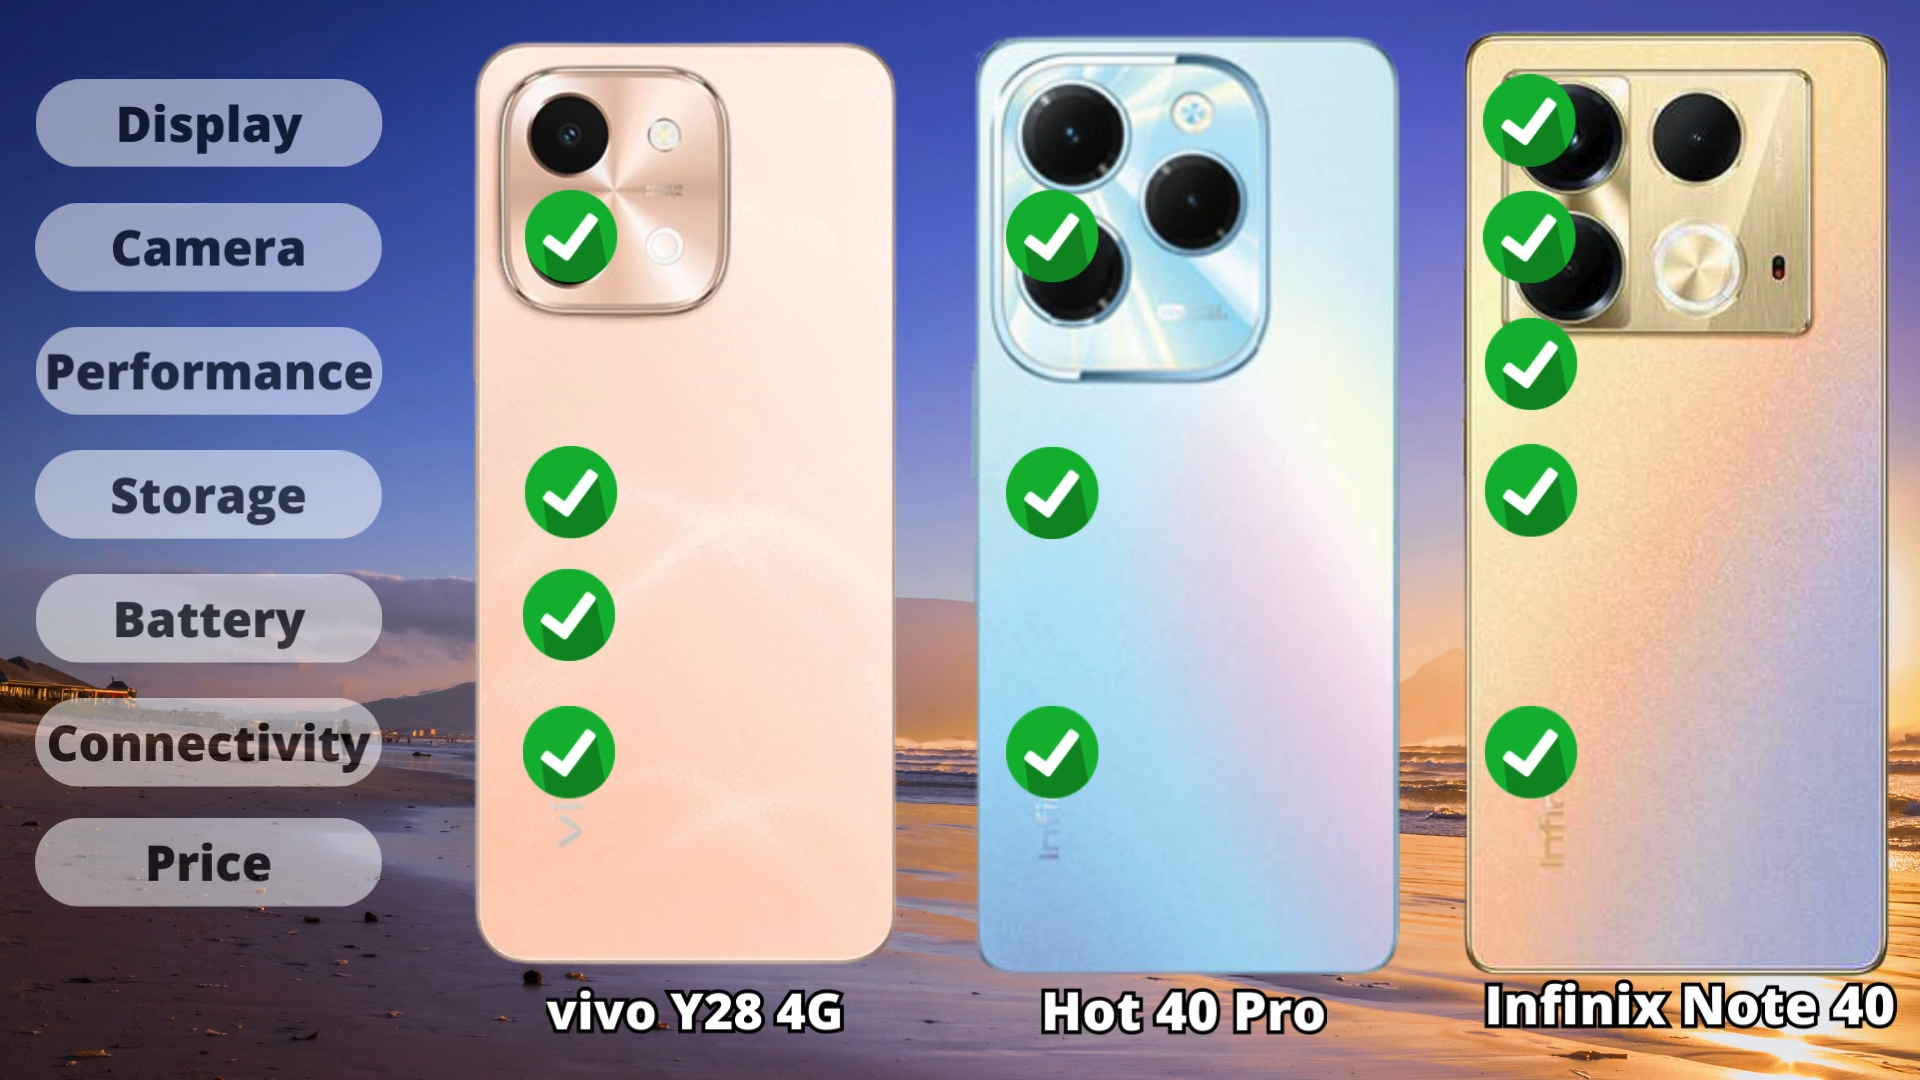 Display
Camera
Performance
Storage
Battery
Connectivity
Price
vivo Y28 4G
Hot 40 Pro
Infinix Note 40